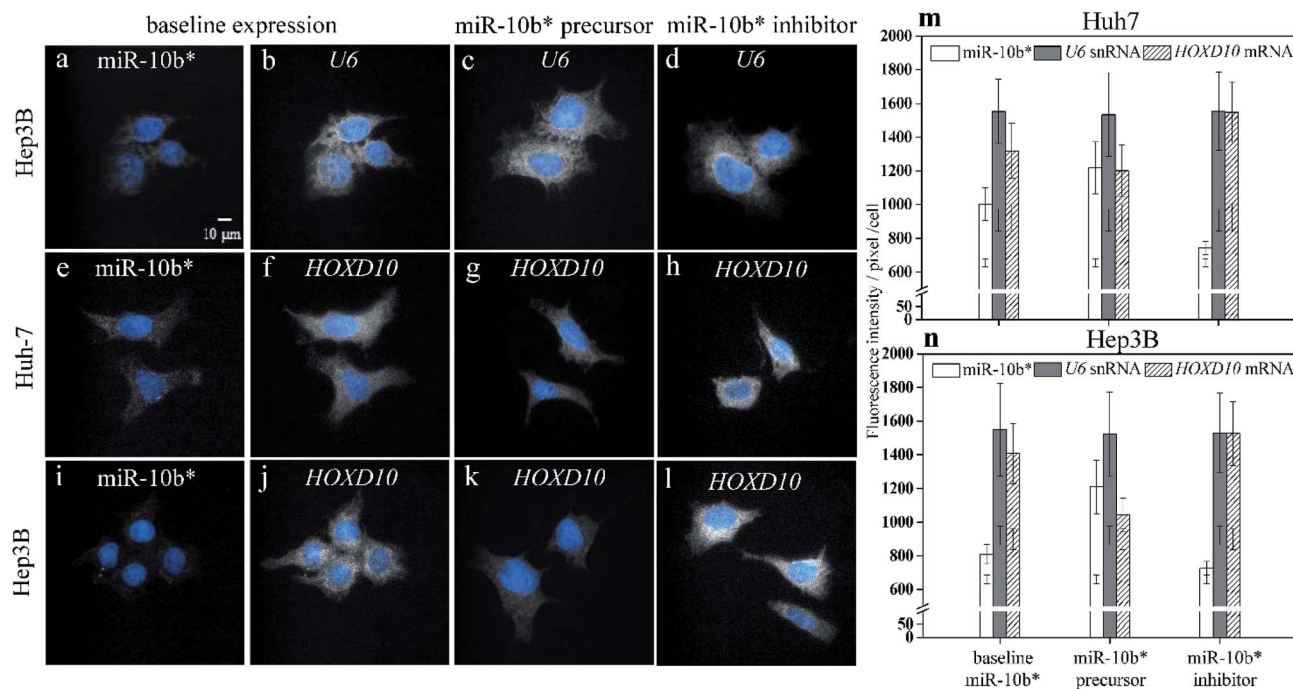 baseline expression miR-10b* precursor miR-10b* inhibitor
a miR-10b* b U6 c U6 d U6
Hep3B
10 μm
e miR-10b* f HOXD10 g HOXD10 h HOXD10
Huh-7
i miR-10b* j HOXD10 k HOXD10 l HOXD10
Hep3B
m Huh7
2000
miR-10b* U6 snRNA HOXD10 mRNA
1800
1600
1400
1200
1000
800
600
50
0
Fluorescence intensity / pixel /cell
n Hep3B
2000
miR-10b* U6 snRNA HOXD10 mRNA
1800
1600
1400
1200
1000
800
600
50
0
baseline miR-10b* miR-10b*
miR-10b* precursor inhibitor